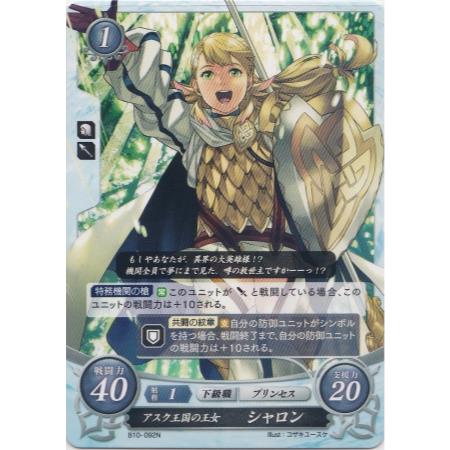 1
もしやあなたが、異界の大英雄様!?
機関全員で夢にまで見た、噂の救世主ですかーーっ!?
特務機関の槍 常 このユニットが と戦闘している場合、このユニットの戦闘力は+10される。
共闘の紋章 支 自分の防御ユニットがシンボルを持つ場合、戦闘終了まで、自分の防御ユニットの戦闘力は+10される。
戦闘力
40
射程 1
下級職
プリンセス
支援力
20
アスク王国の王女 シャロン
B10-092N
Illust：コザキユースケ